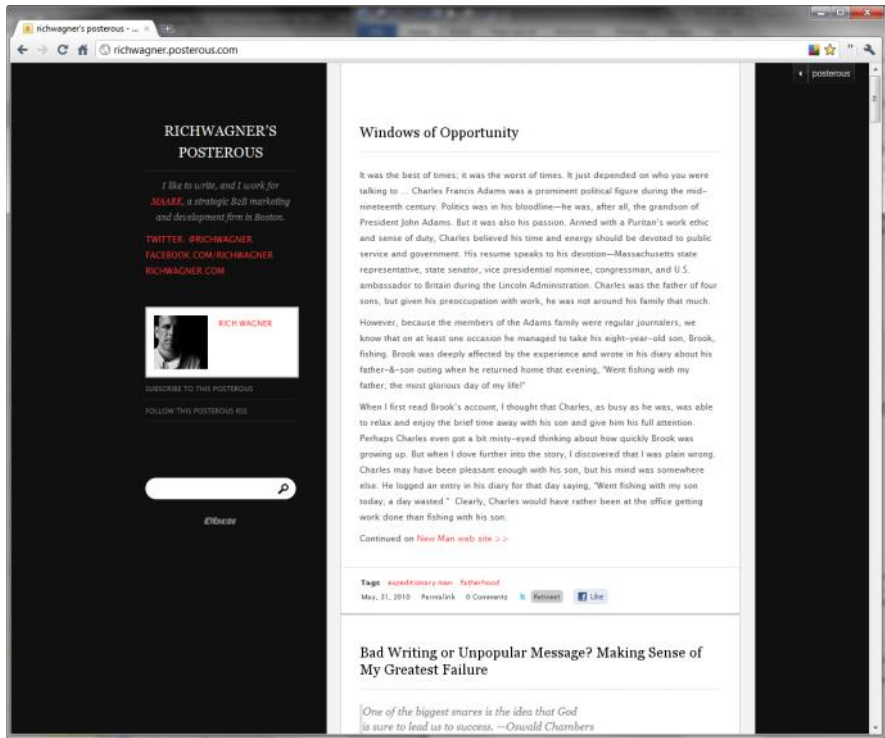 richwagner's posterous - ...
richwagner.posterous.com
posterous
RICHWAGNER'S
POSTEROUS
I like to write, and I work for
MAARK, a strategic B2B marketing
and development firm in Boston.
TWITTER: @RICHWAGNER
FACEBOOK.COM/RICHWAGNER
RICHWAGNER.COM
RICH WAGNER
SUBSCRIBE TO THIS POSTEROUS
FOLLOW THIS POSTEROUS RSS
Obox
Windows of Opportunity
It was the best of times; it was the worst of times. It just depended on who you were
talking to ... Charles Francis Adams was a prominent political figure during the mid-
nineteenth century. Politics was in his bloodline—he was, after all, the grandson of
President John Adams. But it was also his passion. Armed with a Puritan's work ethic
and sense of duty, Charles believed his time and energy should be devoted to public
service and government. His resume speaks to his devotion—Massachusetts state
representative, state senator, vice presidential nominee, congressman, and U.S.
ambassador to Britain during the Lincoln Administration. Charles was the father of four
sons, but given his preoccupation with work, he was not around his family that much.
However, because the members of the Adams family were regular journalers, we
know that on at least one occasion he managed to take his eight-year-old son, Brook,
fishing. Brook was deeply affected by the experience and wrote in his diary about his
father-&-son outing when he returned home that evening, "Went fishing with my
father; the most glorious day of my life!"
When I first read Brook's account, I thought that Charles, as busy as he was, was able
to relax and enjoy the brief time away with his son and give him his full attention.
Perhaps Charles even got a bit misty-eyed thinking about how quickly Brook was
growing up. But when I dove further into the story, I discovered that I was plain wrong.
Charles may have been pleasant enough with his son, but his mind was somewhere
else. He logged an entry in his diary for that day saying, "Went fishing with my son
today; a day wasted." Clearly, Charles would have rather been at the office getting
work done than fishing with his son.
Continued on New Man web site > >
Tags expeditionary man fatherhood
May, 31, 2010 Permalink 0 Comments Retweet Like
Bad Writing or Unpopular Message? Making Sense of
My Greatest Failure
One of the biggest snares is the idea that God
is sure to lead us to success. —Oswald Chambers